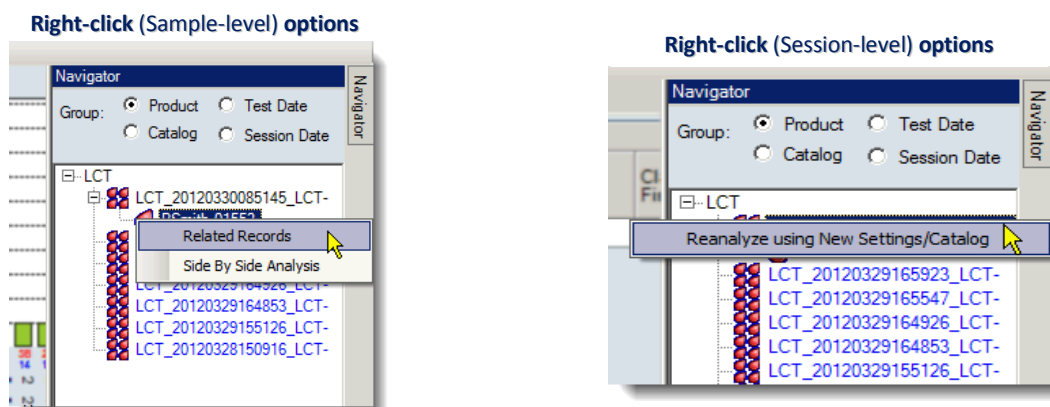 Right-click (Sample-level) options
Navigator
Group:
Product
Test Date
Catalog
Session Date
Navigator
LCT
LCT_20120330085145_LCT-
Related Records
Side By Side Analysis
LCT_20120329164926_LCT-
LCT_20120329164853_LCT-
LCT_20120329155126_LCT-
LCT_20120328150916_LCT-
Right-click (Session-level) options
Navigator
Group:
Product
Test Date
Catalog
Session Date
Navigator
LCT
Reanalyze using New Settings/Catalog
LCT_20120329165923_LCT-
LCT_20120329165547_LCT-
LCT_20120329164926_LCT-
LCT_20120329164853_LCT-
LCT_20120329155126_LCT-